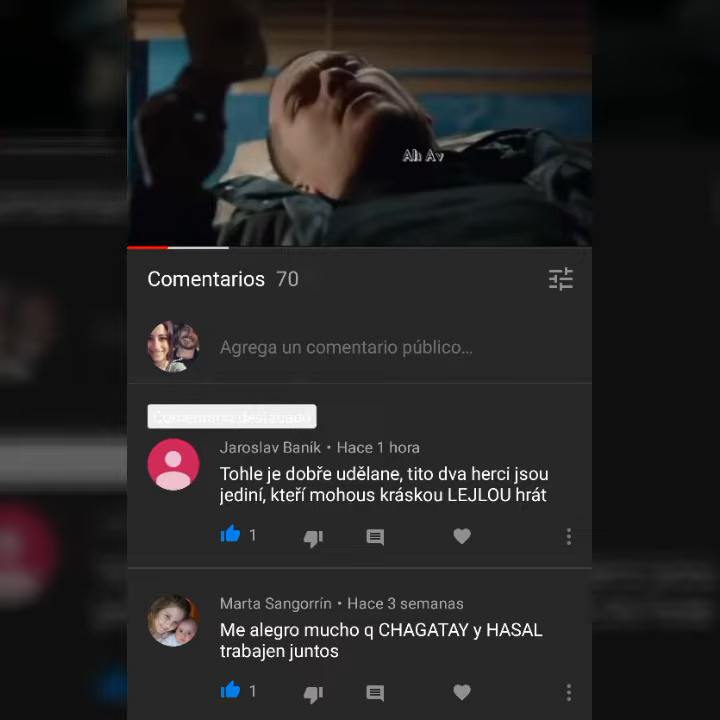 Ah Av
Comentarios 70
Agrega un comentario público...
Comentario destacado
Jaroslav Baník • Hace 1 hora
Tohle je dobře udělane, tito dva herci jsou
jediní, kteří mohous kráskou LEJLOU hrát
1
Marta Sangorrín • Hace 3 semanas
Me alegro mucho q CHAGATAY y HASAL
trabajen juntos
1